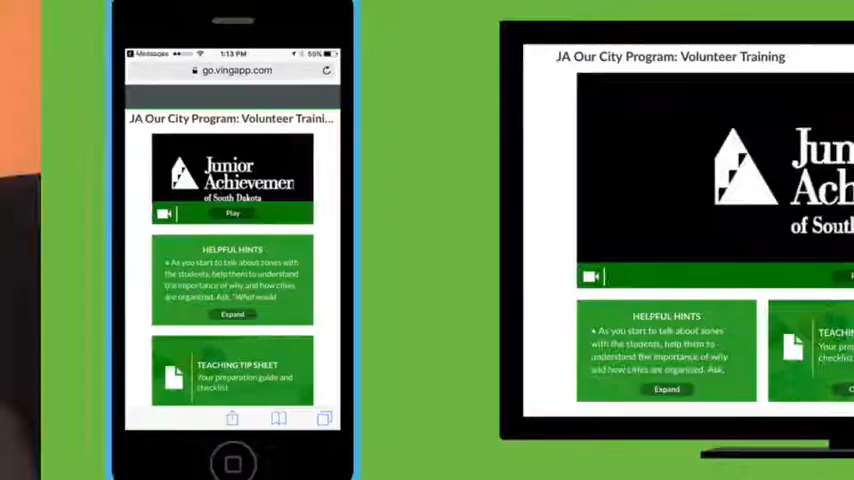 Messages
1:13 PM
55%
go.vingapp.com
JA Our City Program: Volunteer Traini...
Junior
Achievemen
of South Dakota
Play
HELPFUL HINTS
• As you start to talk about zones with
the students, help them to understand
the importance of why and how cities
are organized. Ask, "What would
Expand
TEACHING TIP SHEET
Your preparation guide and
checklist.
JA Our City Program: Volunteer Training
Jun
Achi
of Sout
HELPFUL HINTS
• As you start to talk about zones
with the students, help them to
understand the importance of why
and how cities are organized. Ask,
Expand
TEACHIN
Your prep
checklist